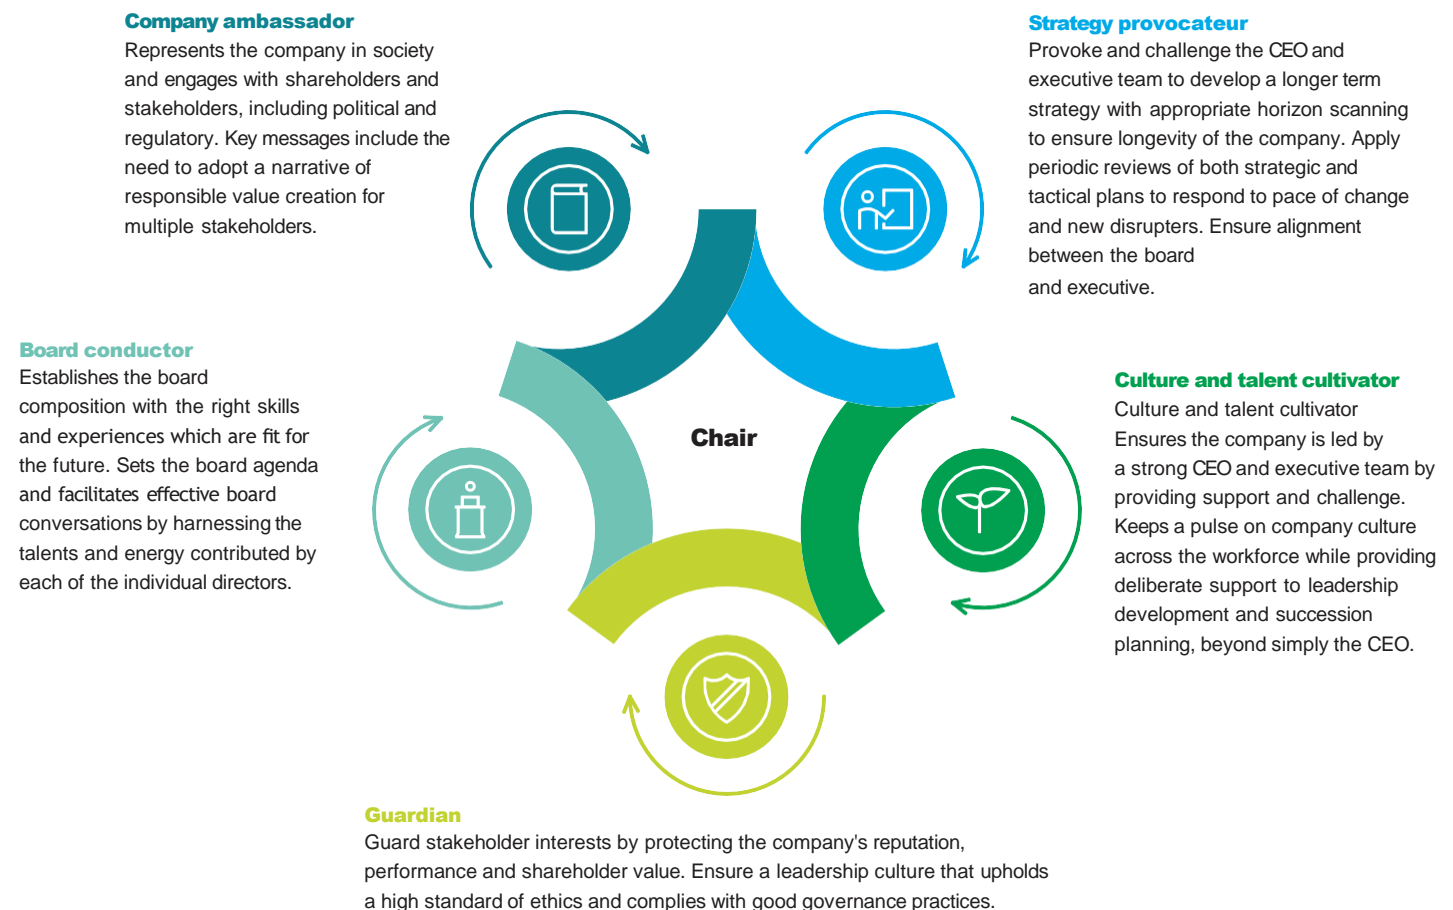 Company ambassador
Represents the company in society
and engages with shareholders and
stakeholders, including political and
regulatory. Key messages include the
need to adopt a narrative of
responsible value creation for
multiple stakeholders.
Strategy provocateur
Provoke and challenge the CEO and
executive team to develop a longer term
strategy with appropriate horizon scanning
to ensure longevity of the company. Apply
periodic reviews of both strategic and
tactical plans to respond to pace of change
and new disrupters. Ensure alignment
between the board
and executive.
Board conductor
Establishes the board
composition with the right skills
and experiences which are fit for
the future. Sets the board agenda
and facilitates effective board
conversations by harnessing the
talents and energy contributed by
each of the individual directors.
Chair
Culture and talent cultivator
Culture and talent cultivator
Ensures the company is led by
a strong CEO and executive team by
providing support and challenge.
Keeps a pulse on company culture
across the workforce while providing
deliberate support to leadership
development and succession
planning, beyond simply the CEO.
Guardian
Guard stakeholder interests by protecting the company's reputation,
performance and shareholder value. Ensure a leadership culture that upholds
a high standard of ethics and complies with good governance practices.